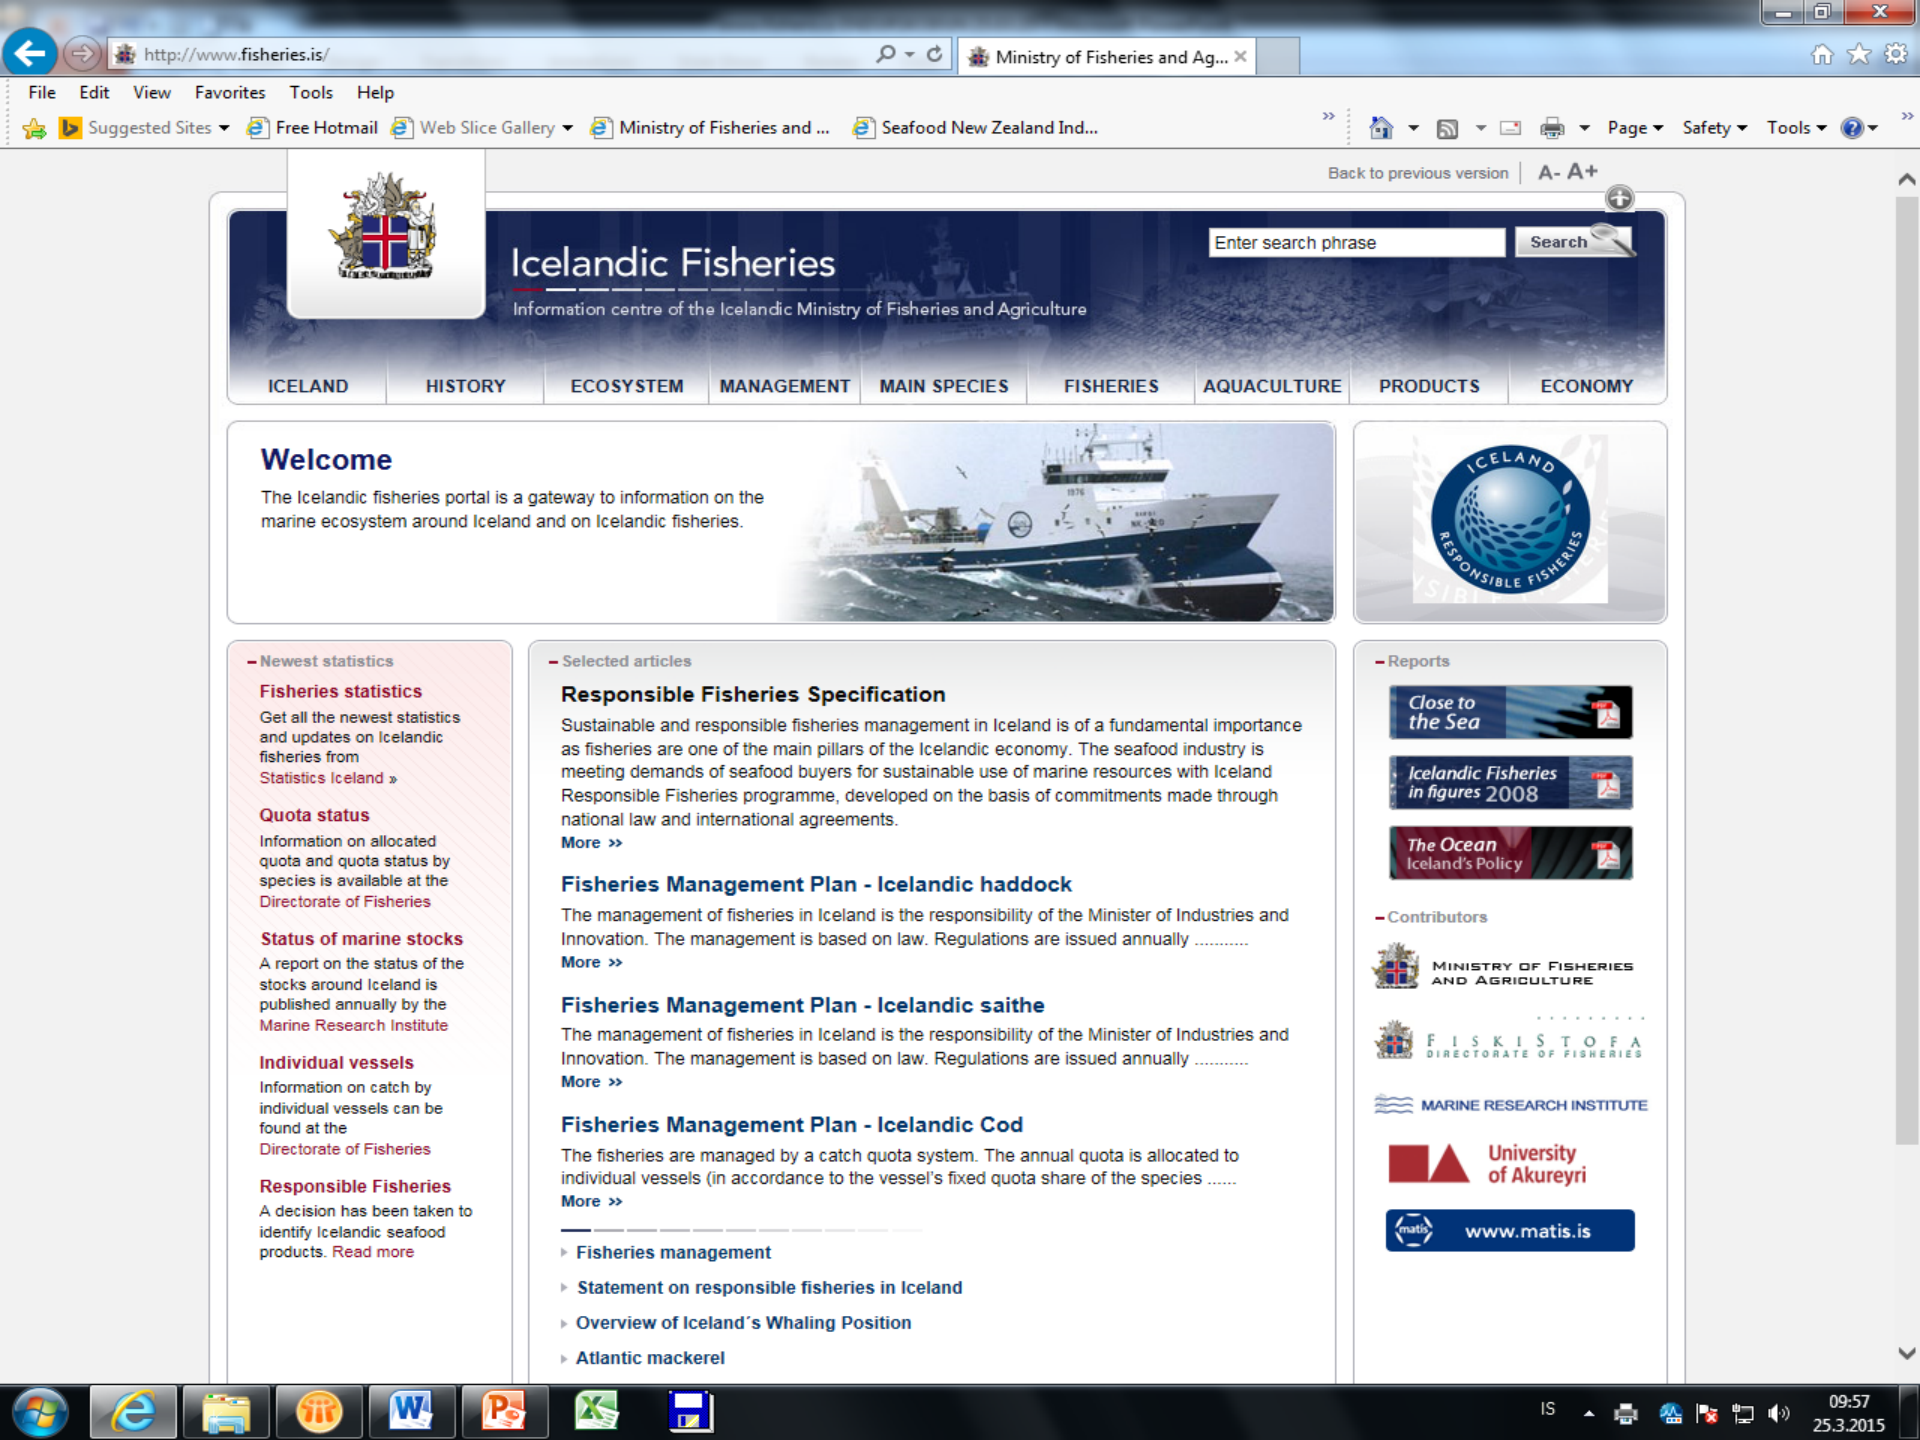 http://www.fisheries.is/
Ministry of Fisheries and Ag...
File Edit View Favorites Tools Help
Suggested Sites Free Hotmail Web Slice Gallery Ministry of Fisheries and ... Seafood New Zealand Ind... Page Safety Tools
Back to previous version A- A+
Icelandic Fisheries
Enter search phrase Search
Information centre of the Icelandic Ministry of Fisheries and Agriculture
ICELAND HISTORY ECOSYSTEM MANAGEMENT MAIN SPECIES FISHERIES AQUACULTURE PRODUCTS ECONOMY
Welcome
The Icelandic fisheries portal is a gateway to information on the
marine ecosystem around Iceland and on Icelandic fisheries.
1976
ICELAND
RESPONSIBLE FISHERIES
Newest statistics
Fisheries statistics
Get all the newest statistics
and updates on Icelandic
fisheries from
Statistics Iceland »
Quota status
Information on allocated
quota and quota status by
species is available at the
Directorate of Fisheries
Status of marine stocks
A report on the status of the
stocks around Iceland is
published annually by the
Marine Research Institute
Individual vessels
Information on catch by
individual vessels can be
found at the
Directorate of Fisheries
Responsible Fisheries
A decision has been taken to
identify Icelandic seafood
products. Read more
Selected articles
Responsible Fisheries Specification
Sustainable and responsible fisheries management in Iceland is of a fundamental importance
as fisheries are one of the main pillars of the Icelandic economy. The seafood industry is
meeting demands of seafood buyers for sustainable use of marine resources with Iceland
Responsible Fisheries programme, developed on the basis of commitments made through
national law and international agreements.
More >>
Fisheries Management Plan - Icelandic haddock
The management of fisheries in Iceland is the responsibility of the Minister of Industries and
Innovation. The management is based on law. Regulations are issued annually ...........
More >>
Fisheries Management Plan - Icelandic saithe
The management of fisheries in Iceland is the responsibility of the Minister of Industries and
Innovation. The management is based on law. Regulations are issued annually ...........
More >>
Fisheries Management Plan - Icelandic Cod
The fisheries are managed by a catch quota system. The annual quota is allocated to
individual vessels (in accordance to the vessel's fixed quota share of the species ......
More >>
Fisheries management
Statement on responsible fisheries in Iceland
Overview of Iceland´s Whaling Position
Atlantic mackerel
Reports
Close to
the Sea
Icelandic Fisheries
in figures 2008
The Ocean
Iceland's Policy
Contributors
MINISTRY OF FISHERIES
AND AGRICULTURE
FISKISTOFA
DIRECTORATE OF FISHERIES
MARINE RESEARCH INSTITUTE
University
of Akureyri
matis www.matis.is
IS
09:57
25.3.2015